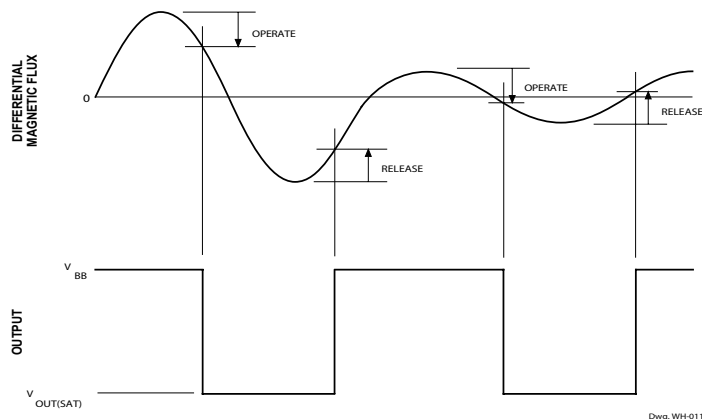 OPERATE
OPERATE
0
RELEASE
RELEASE
DIFFERENTIAL
MAGNETIC FLUX
V BB
OUTPUT
V OUT(SAT)
Dwg. WH-011